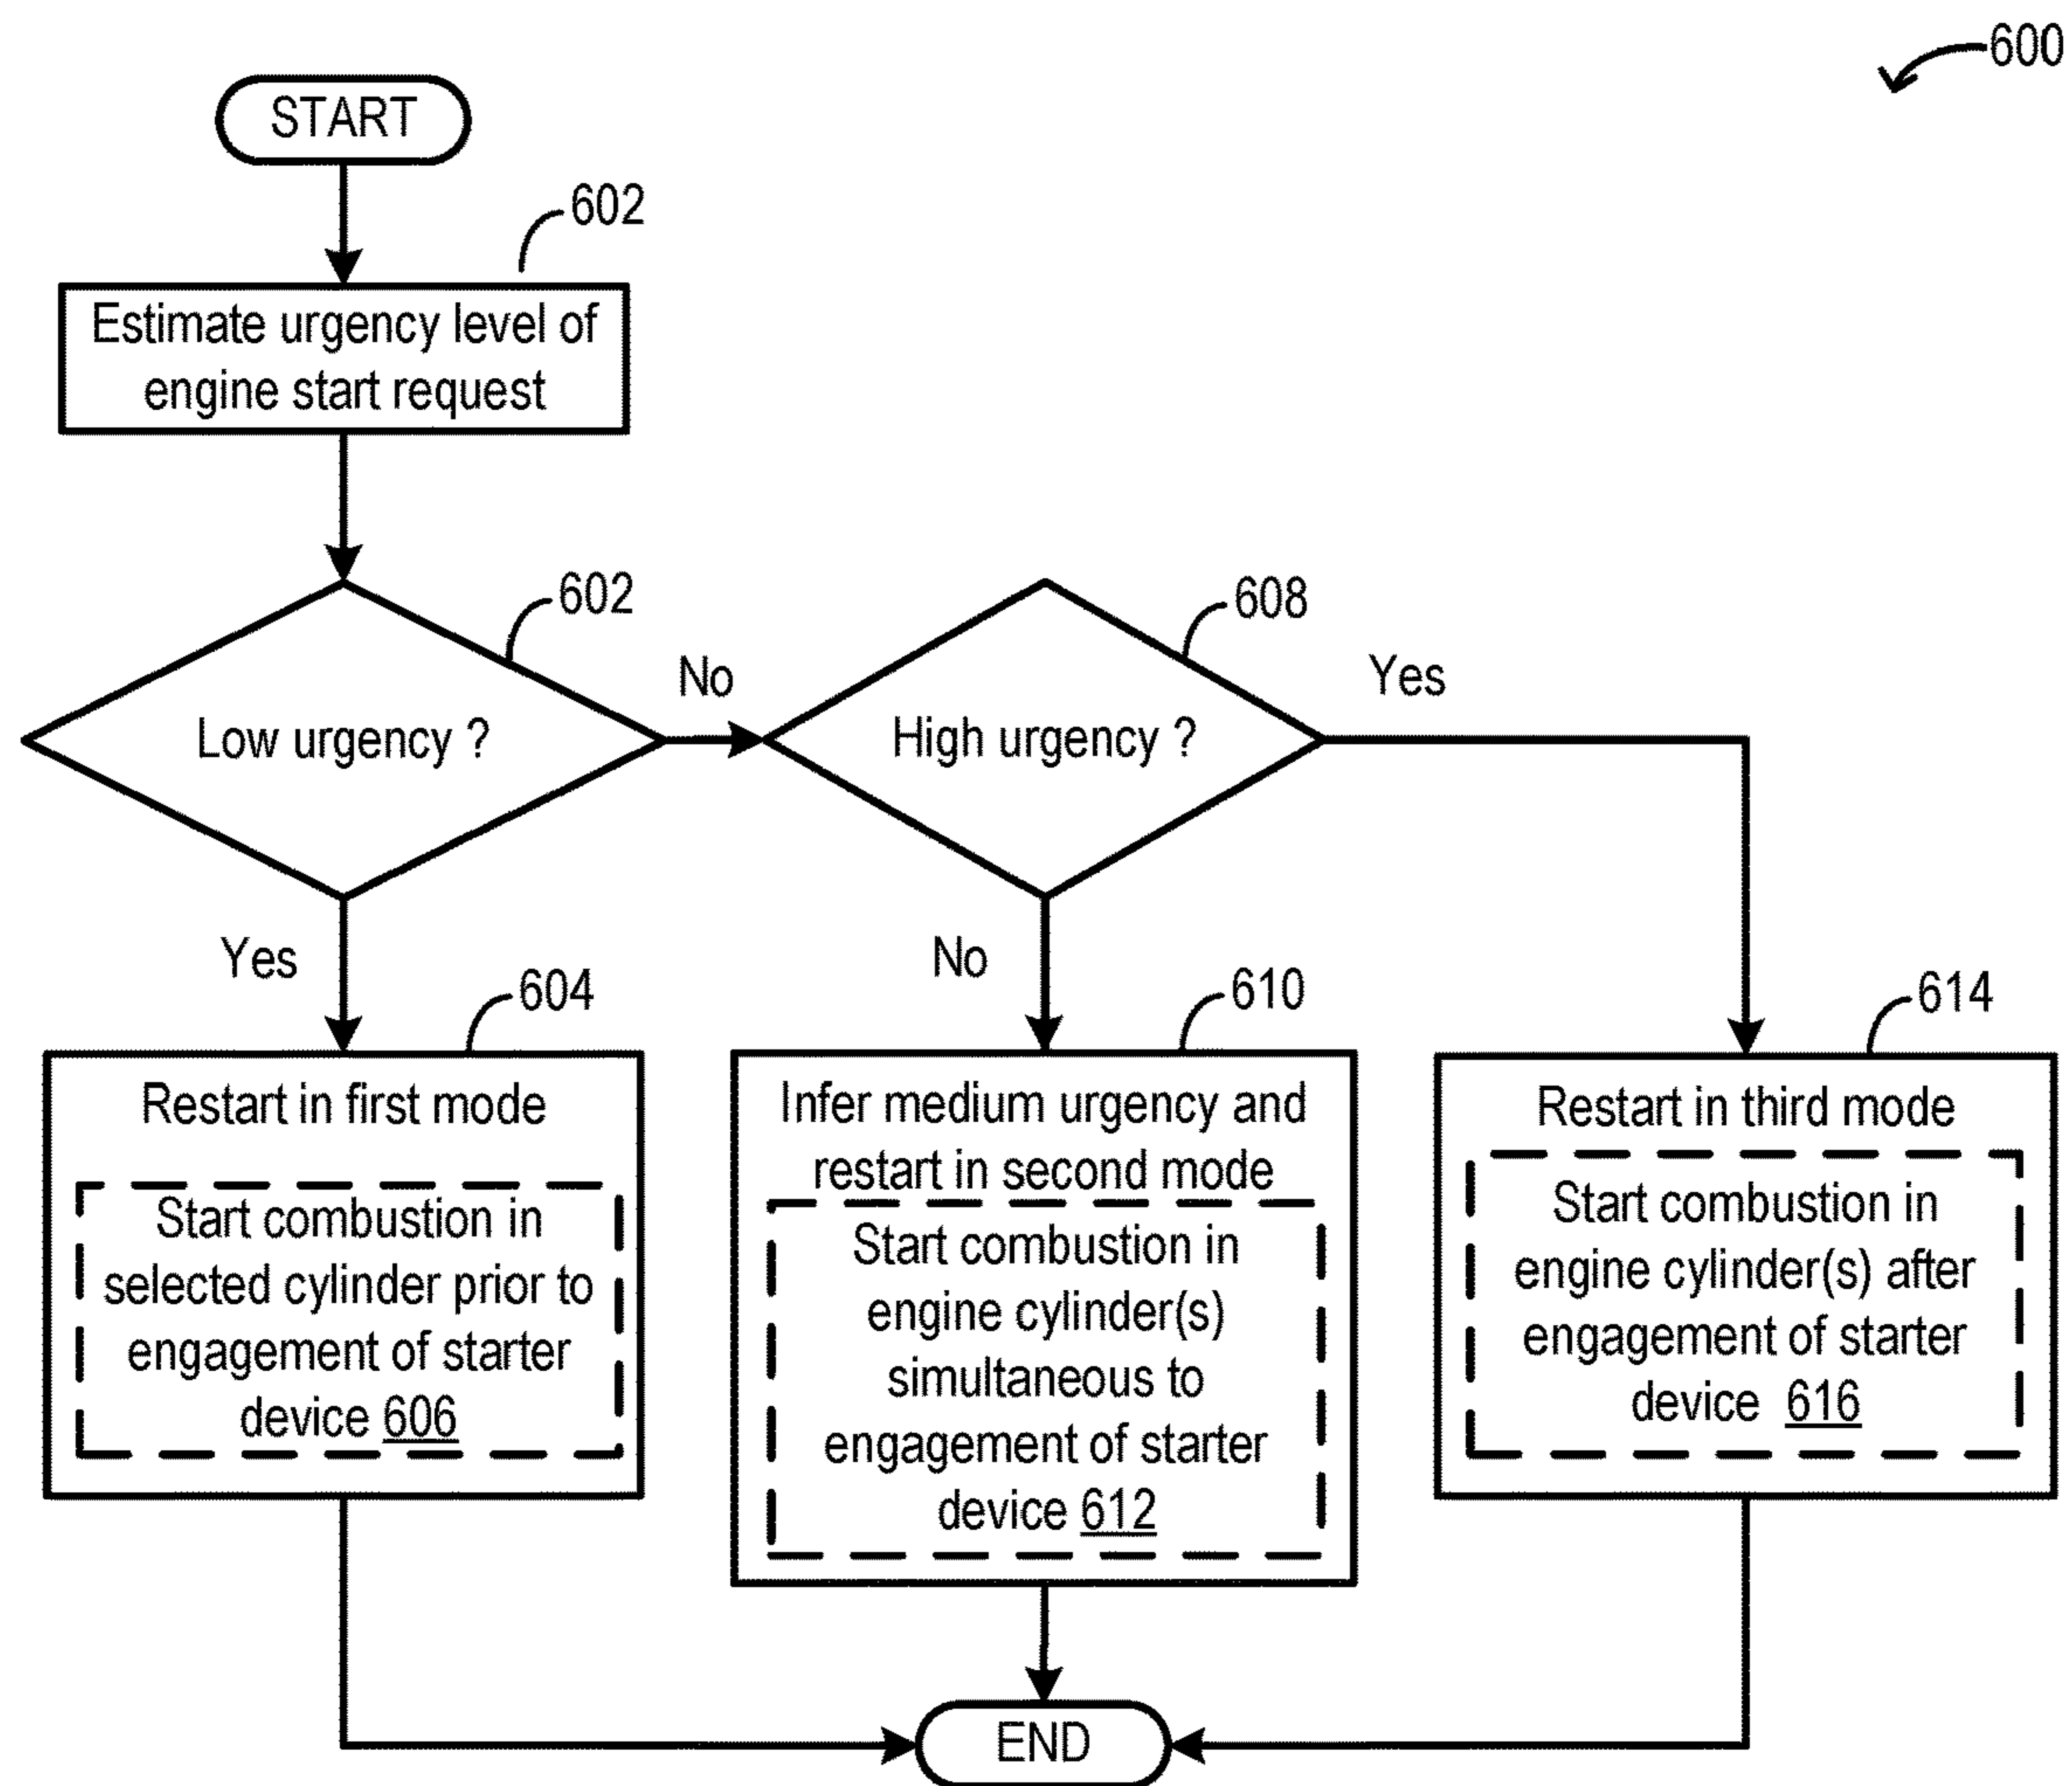 600
START
602
Estimate urgency level of
engine start request
602
Low urgency ?
No
608
High urgency ?
Yes
Yes
604
Restart in first mode
Start combustion in
selected cylinder prior to
engagement of starter
device 606
No
610
Infer medium urgency and
restart in second mode
Start combustion in
engine cylinder(s)
simultaneous to
engagement of starter
device 612
614
Restart in third mode
Start combustion in
engine cylinder(s) after
engagement of starter
device 616
END